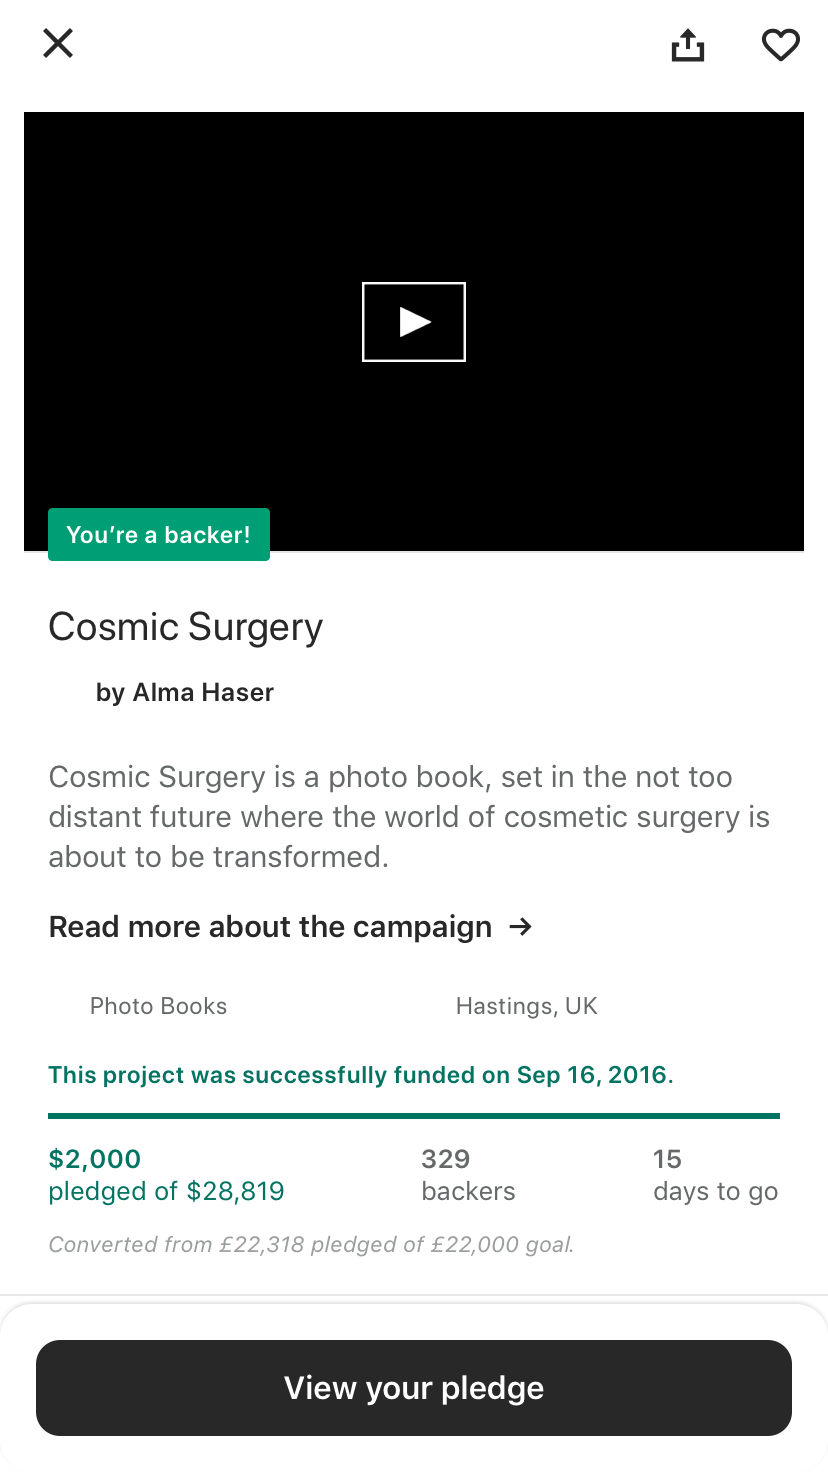 You’re a backer!
Cosmic Surgery
by Alma Haser
Cosmic Surgery is a photo book, set in the not too
distant future where the world of cosmetic surgery is
about to be transformed.
Read more about the campaign →
Photo Books
Hastings, UK
This project was successfully funded on Sep 16, 2016.
$2,000
pledged of $28,819
329
backers
15
days to go
Converted from £22,318 pledged of £22,000 goal.
View your pledge